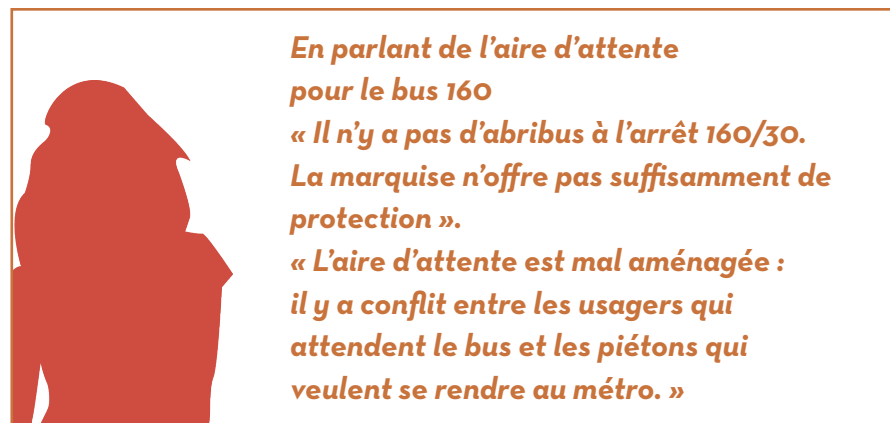 En parlant de l’aire d’attente
pour le bus 160
« Il n’y a pas d’abribus à l’arrêt 160/30.
La marquise n’offre pas suffisamment de
protection ».
« L’aire d’attente est mal aménagée :
il y a conflit entre les usagers qui
attendent le bus et les piétons qui
veulent se rendre au métro. »